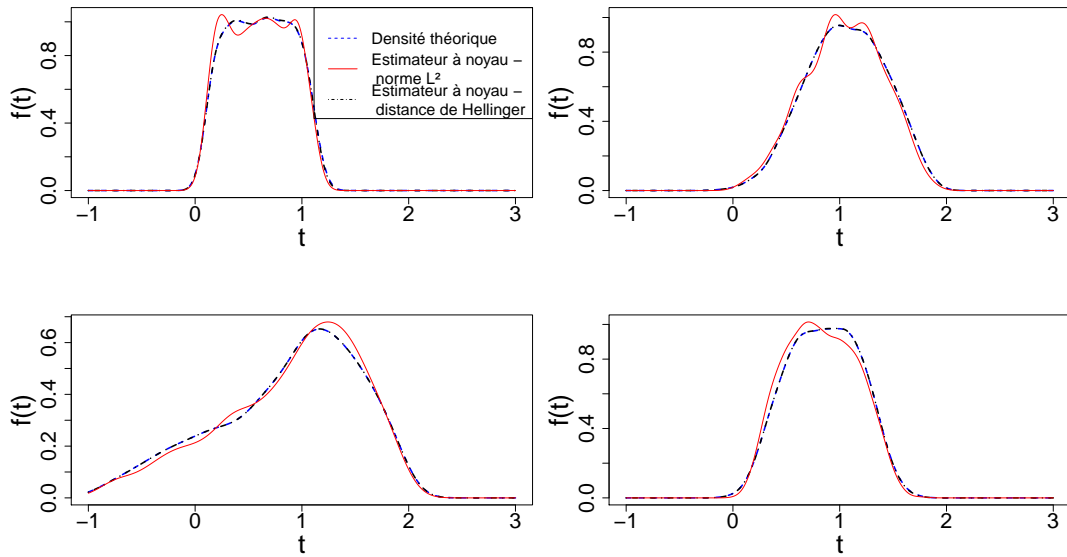 f(t)
0.0 0.4 0.8
Densité théorique
Estimateur à noyau −
norme L²
Estimateur à noyau −
distance de Hellinger
−1 0 1 2 3
t
f(t)
0.0 0.4 0.8
−1 0 1 2 3
t
f(t)
0.0 0.2 0.4 0.6
−1 0 1 2 3
t
f(t)
0.0 0.4 0.8
−1 0 1 2 3
t